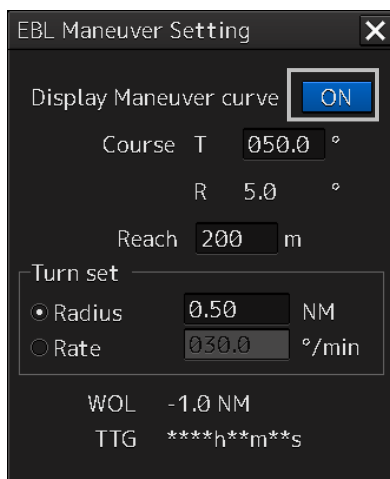 EBL Maneuver Setting
Display Maneuver curve ON
Course T 050.0 °
R 5.0 °
Reach 200 m
Turn set
Radius 0.50 NM
Rate 030.0 °/min
WOL -1.0 NM
TTG ****h**m**s